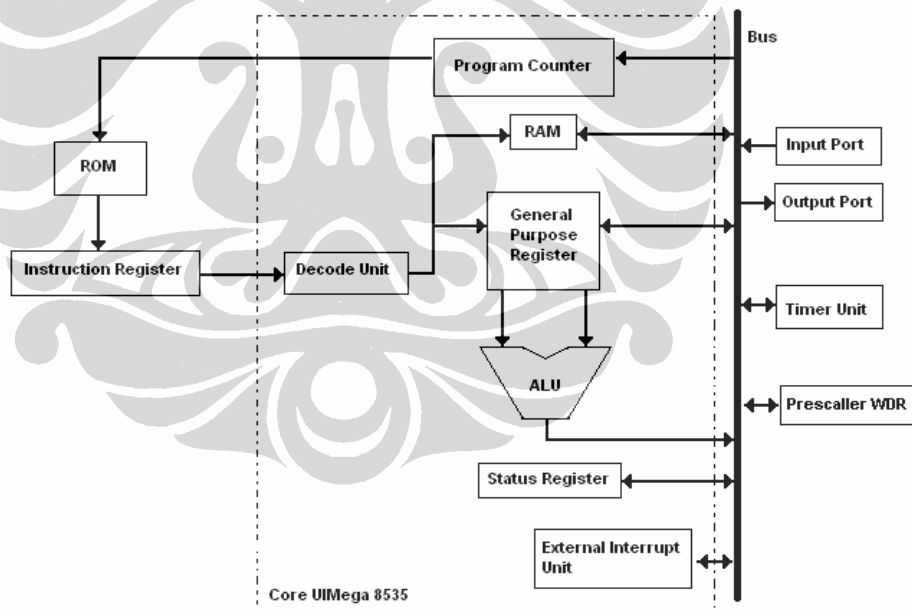 Bus
Program Counter
RAM
Input Port
ROM
Output Port
General
Purpose
Register
Instruction Register
Decode Unit
Timer Unit
ALU
Prescaller WDR
Status Register
External Interrupt
Unit
Core UIMega 8535